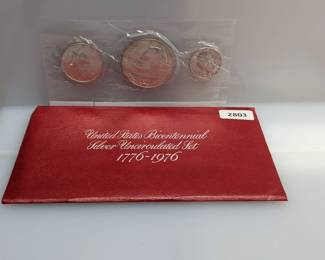 2803
United States Bicentennial
Silver Uncirculated Set
1776-1976